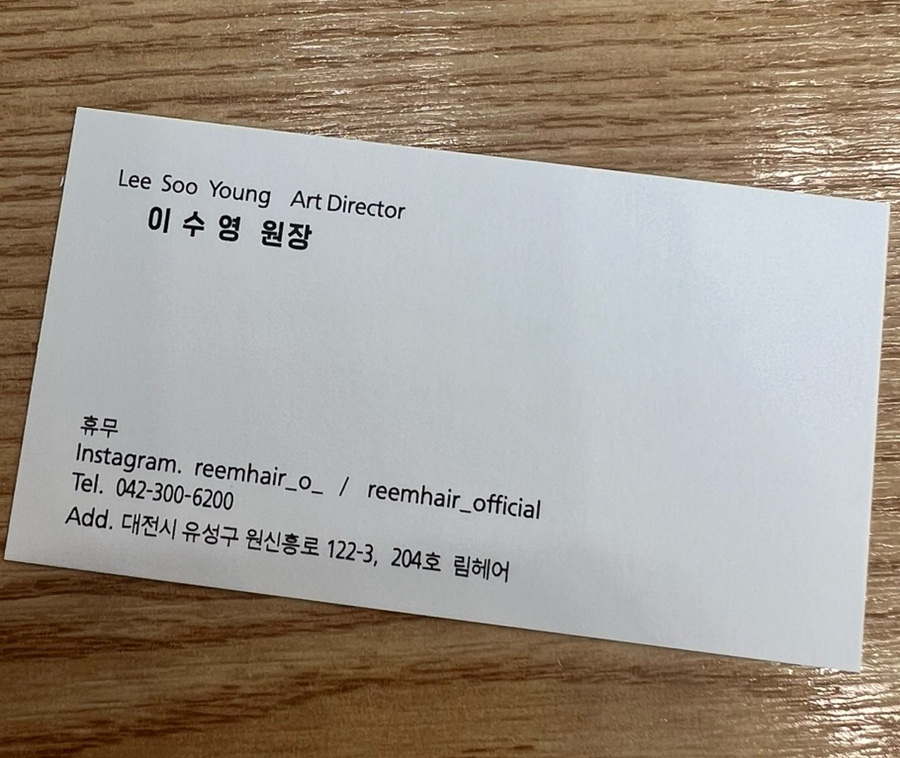 Lee Soo Young Art Director
이 수 영 원장
휴무
Instagram. reemhair_o_ / reemhair_official
Tel. 042-300-6200
Add. 대전시 유성구 원신흥로 122-3, 204호 림헤어